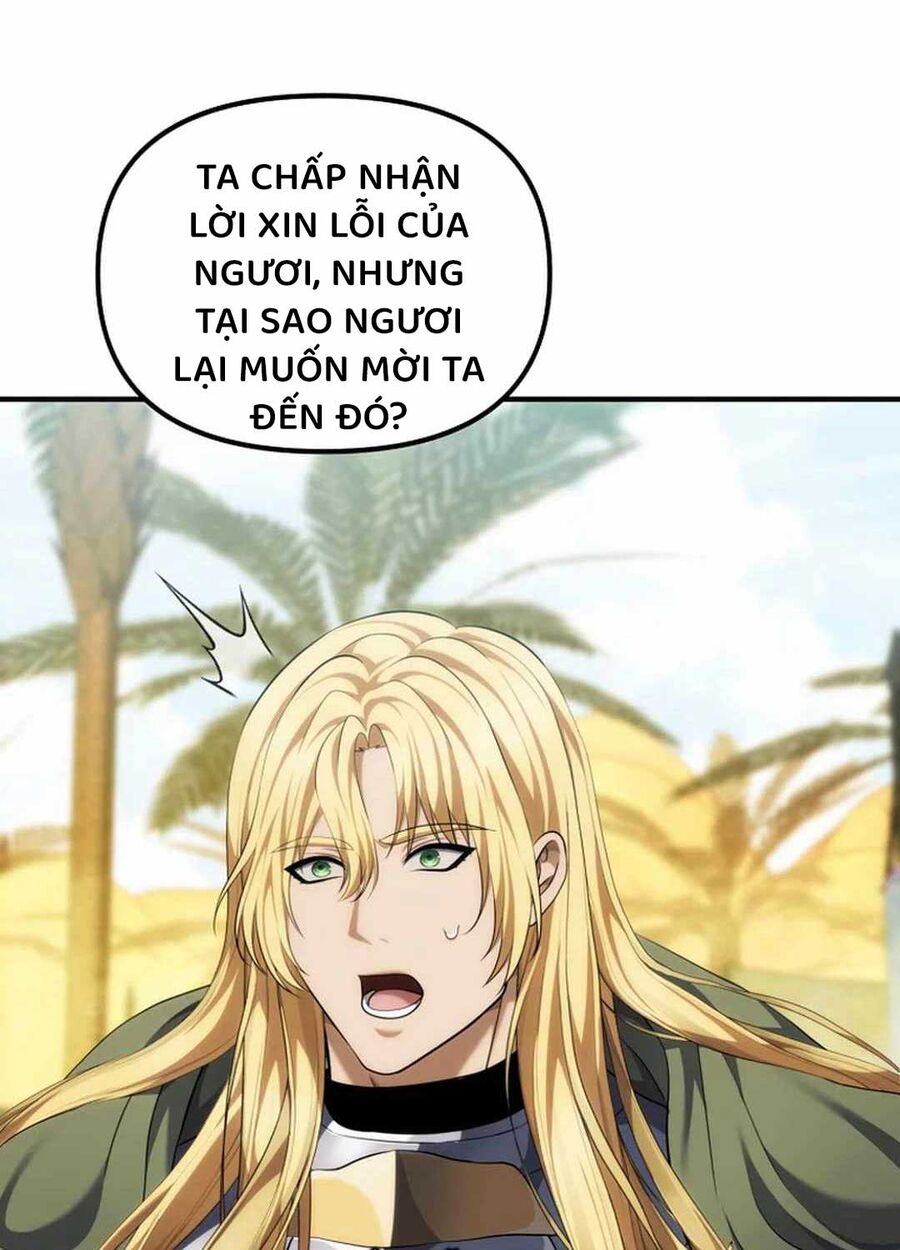 TA CHẤP NHẬN
LỜI XIN LỖI CỦA
NGƯƠI, NHƯNG
TẠI SAO NGƯƠI
LẠI MUỐN MỜI TA
ĐẾN ĐÓ?